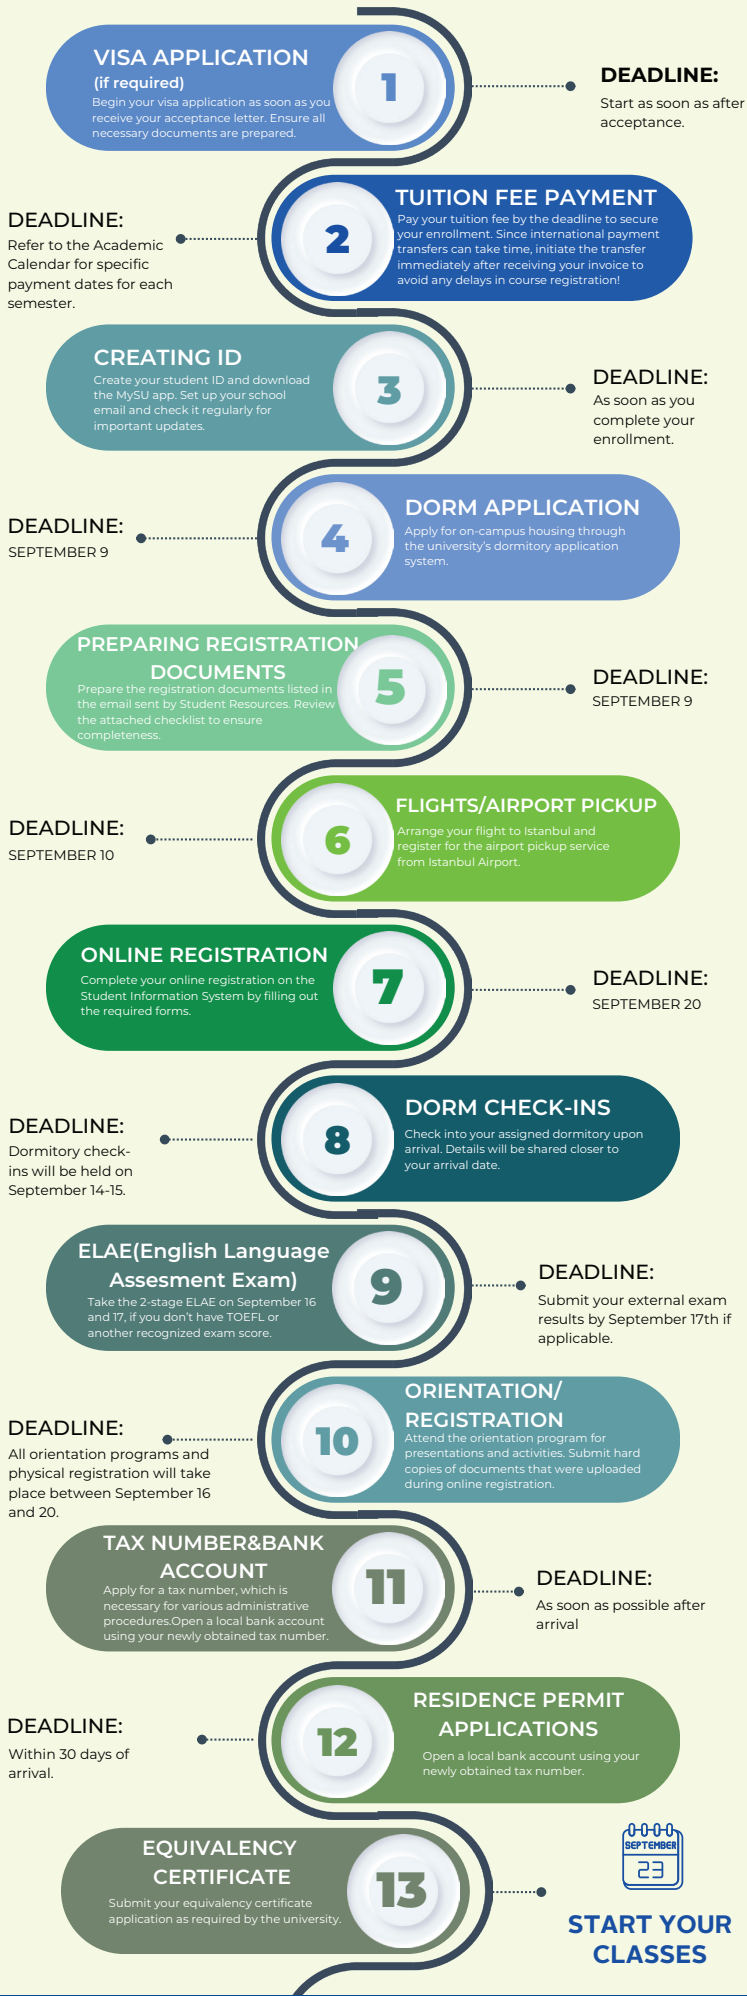 VISA APPLICATION
(if required)
Begin your visa application as soon as you
receive your acceptance letter. Ensure all
necessary documents are prepared.
1
DEADLINE:
Start as soon as after
acceptance.
DEADLINE:
Refer to the Academic
Calendar for specific
payment dates for each
semester.
2
TUITION FEE PAYMENT
Pay your tuition fee by the deadline to secure
your enrollment. Since international payment
transfers can take time, initiate the transfer
immediately after receiving your invoice to
avoid any delays in course registration!
CREATING ID
Create your student ID and download
the MySU app. Set up your school
email and check it regularly for
important updates.
3
DEADLINE:
As soon as you
complete your
enrollment.
DEADLINE:
SEPTEMBER 9
4
DORM APPLICATION
Apply for on-campus housing through
the university's dormitory application
system.
PREPARING REGISTRATION
DOCUMENTS
Prepare the registration documents listed in
the email sent by Student Resources. Review
the attached checklist to ensure
completeness.
5
DEADLINE:
SEPTEMBER 9
DEADLINE:
SEPTEMBER 10
6
FLIGHTS/AIRPORT PICKUP
Arrange your flight to Istanbul and
register for the airport pickup service
from Istanbul Airport.
ONLINE REGISTRATION
Complete your online registration on the
Student Information System by filling out
the required forms.
7
DEADLINE:
SEPTEMBER 20
DEADLINE:
Dormitory check-
ins will be held on
September 14-15.
8
DORM CHECK-INS
Check into your assigned dormitory upon
arrival. Details will be shared closer to
your arrival date.
ELAE(English Language
Assesment Exam)
Take the 2-stage ELAE on September 16
and 17, if you don't have TOEFL or
another recognized exam score.
9
DEADLINE:
Submit your external exam
results by September 17th if
applicable.
DEADLINE:
All orientation programs and
physical registration will take
place between September 16
and 20.
10
ORIENTATION/
REGISTRATION
Attend the orientation program for
presentations and activities. Submit hard
copies of documents that were uploaded
during online registration.
TAX NUMBER&BANK
ACCOUNT
Apply for a tax number, which is
necessary for various administrative
procedures.Open a local bank account
using your newly obtained tax number.
11
DEADLINE:
As soon as possible after
arrival
DEADLINE:
Within 30 days of
arrival.
12
RESIDENCE PERMIT
APPLICATIONS
Open a local bank account using your
newly obtained tax number.
EQUIVALENCY
CERTIFICATE
Submit your equivalency certificate
application as required by the university.
13
SEPTEMBER
23
START YOUR
CLASSES